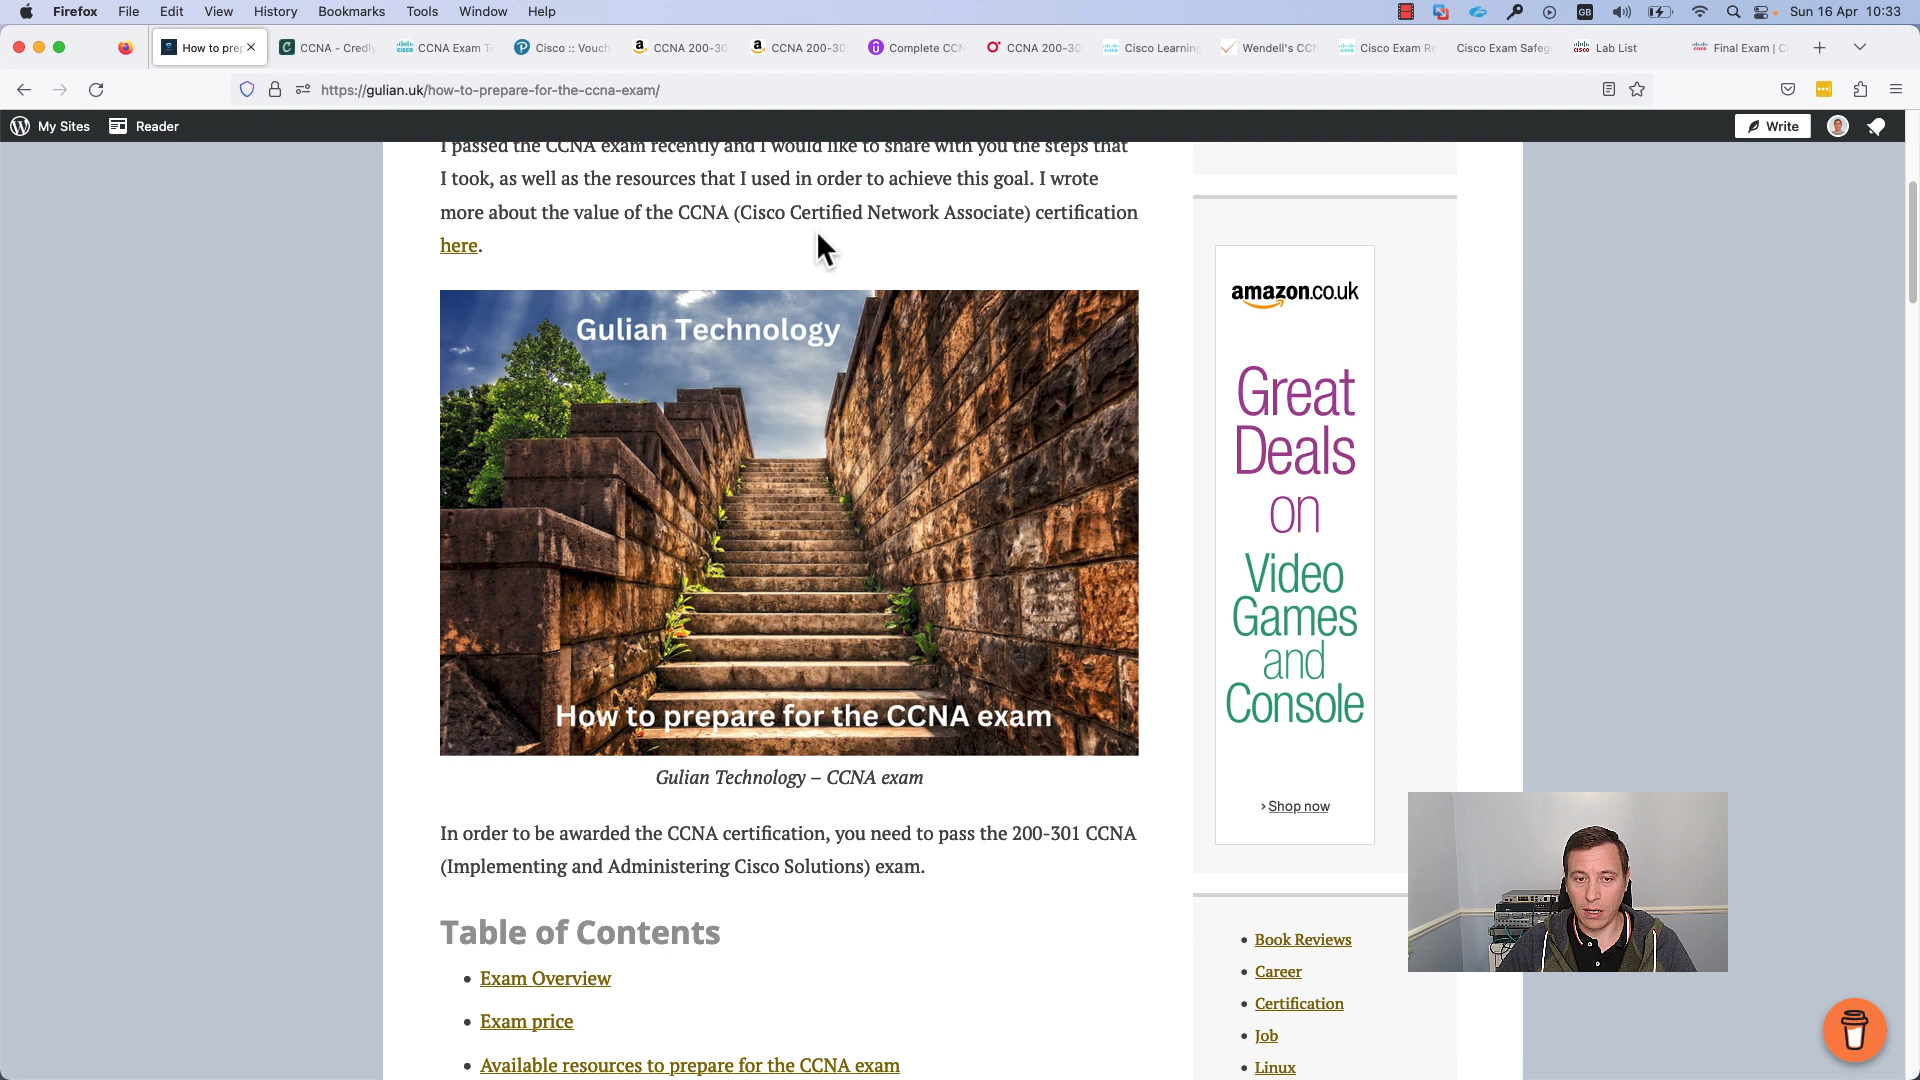 Firefox File Edit View History Bookmarks Tools Window Help GB Sun 16 Apr 10:33
How to prep CCNA - Credly CCNA Exam T Cisco :: Vouch CCNA 200-30 CCNA 200-30 Complete CCN CCNA 200-30 Cisco Learning Wendell's CCN Cisco Exam Re Cisco Exam Safeg Lab List Final Exam | C
https://gulian.uk/how-to-prepare-for-the-ccna-exam/
My Sites Reader Write
I passed the CCNA exam recently and I would like to share with you the steps that
I took, as well as the resources that I used in order to achieve this goal. I wrote
more about the value of the CCNA (Cisco Certified Network Associate) certification
here.
Gulian Technology
How to prepare for the CCNA exam
Gulian Technology – CCNA exam
In order to be awarded the CCNA certification, you need to pass the 200-301 CCNA
(Implementing and Administering Cisco Solutions) exam.
Table of Contents
• Exam Overview
• Exam price
• Available resources to prepare for the CCNA exam
amazon.co.uk
Great
Deals
on
Video
Games
and
Console
› Shop now
• Book Reviews
• Career
• Certification
• Job
• Linux